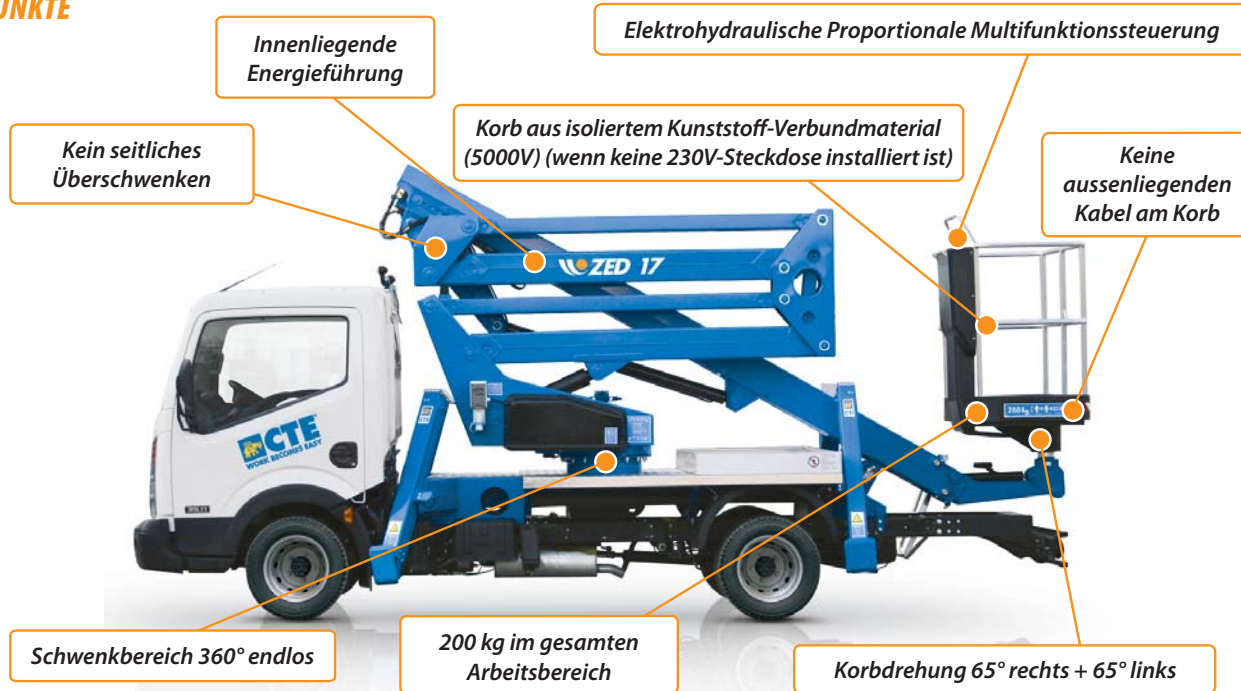 UNKTE
Innenliegende
Energieführung
Elektrohydraulische Proportionale Multifunktionssteuerung
Kein seitliches
Überschwenken
Korb aus isoliertem Kunststoff-Verbundmaterial
(5000V) (wenn keine 230V-Steckdose installiert ist)
Keine
aussenliegenden
Kabel am Korb
ZED 17
CTE
WORK BECOMES EASY
Schwenkbereich 360° endlos
200 kg im gesamten
Arbeitsbereich
Korbdrehung 65° rechts + 65° links